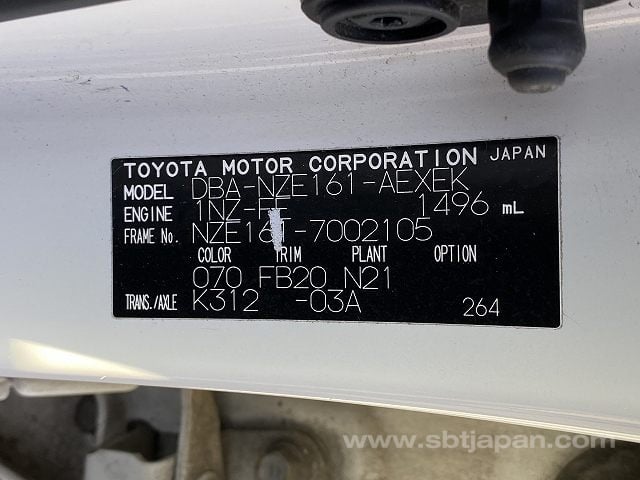 TOYOTA MOTOR CORPORATION JAPAN
MODEL DBA-NZE161-AEXEK
ENGINE 1NZ-FE 1496 mL
FRAME No. NZE161-7002105
COLOR TRIM PLANT OPTION
070 FB20 N21
TRANS./AXLE K312 -03A 264
www.sbtjapan.com